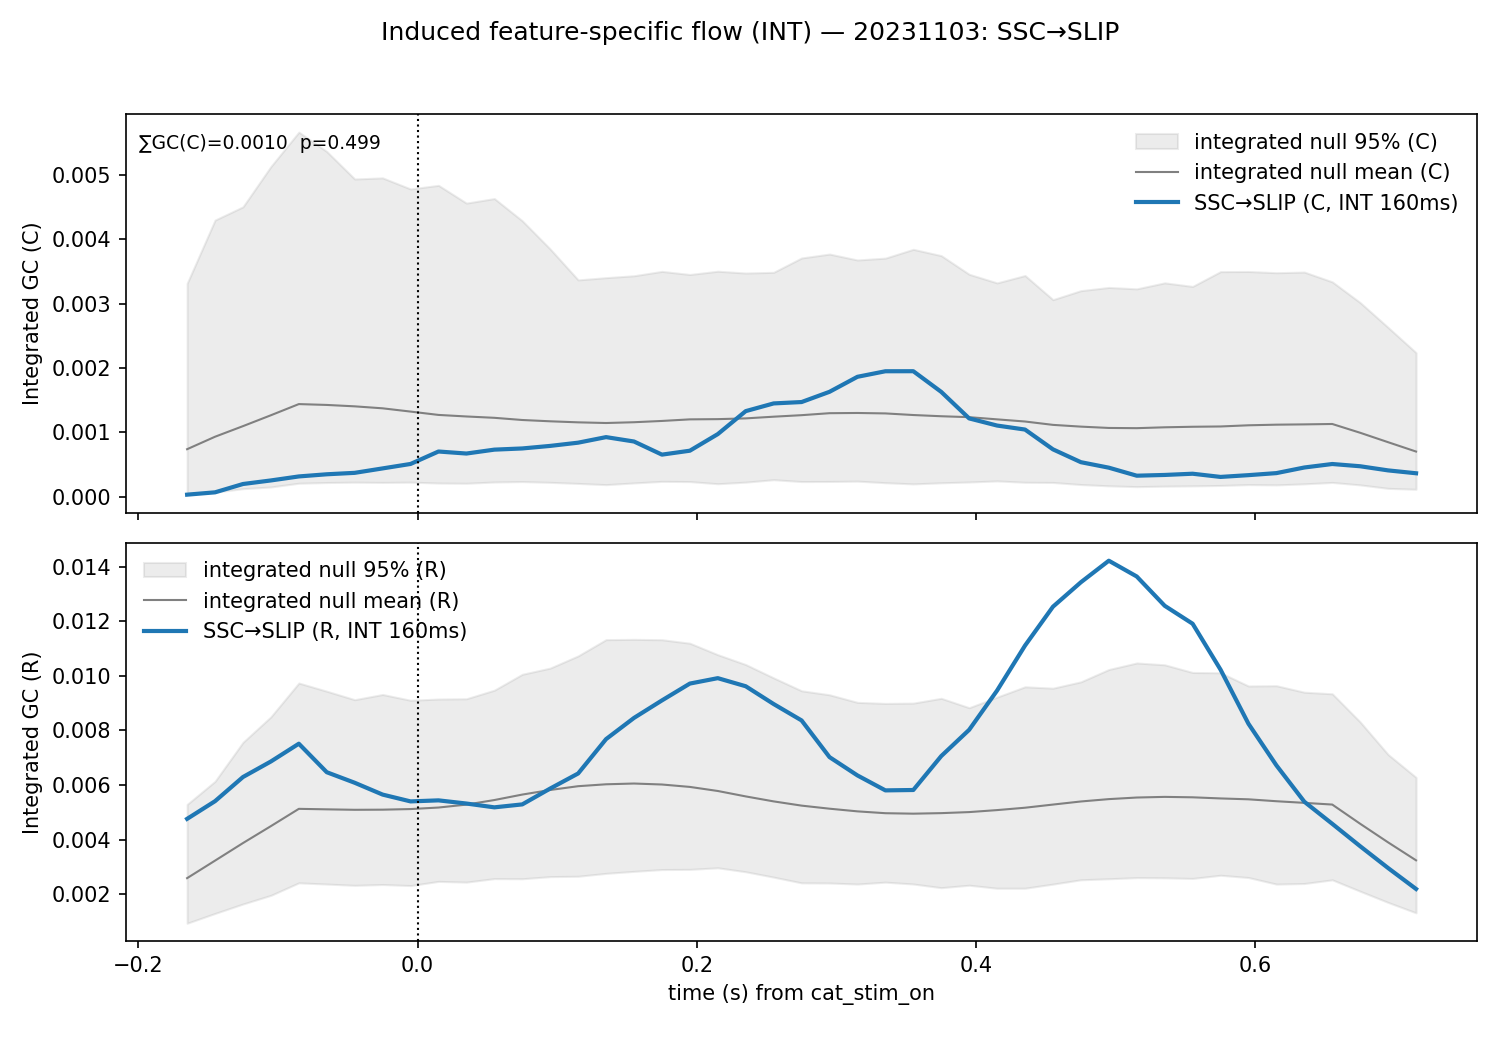 Induced feature-specific flow (INT) — 20231103: SSC→SLIP
∑GC(C)=0.0010  p=0.499
integrated null 95% (C)
integrated null mean (C)
SSC→SLIP (C, INT 160ms)
Integrated GC (C)
0.005
0.004
0.003
0.002
0.001
0.000
integrated null 95% (R)
integrated null mean (R)
SSC→SLIP (R, INT 160ms)
Integrated GC (R)
0.014
0.012
0.010
0.008
0.006
0.004
0.002
−0.2 0.0 0.2 0.4 0.6
time (s) from cat_stim_on